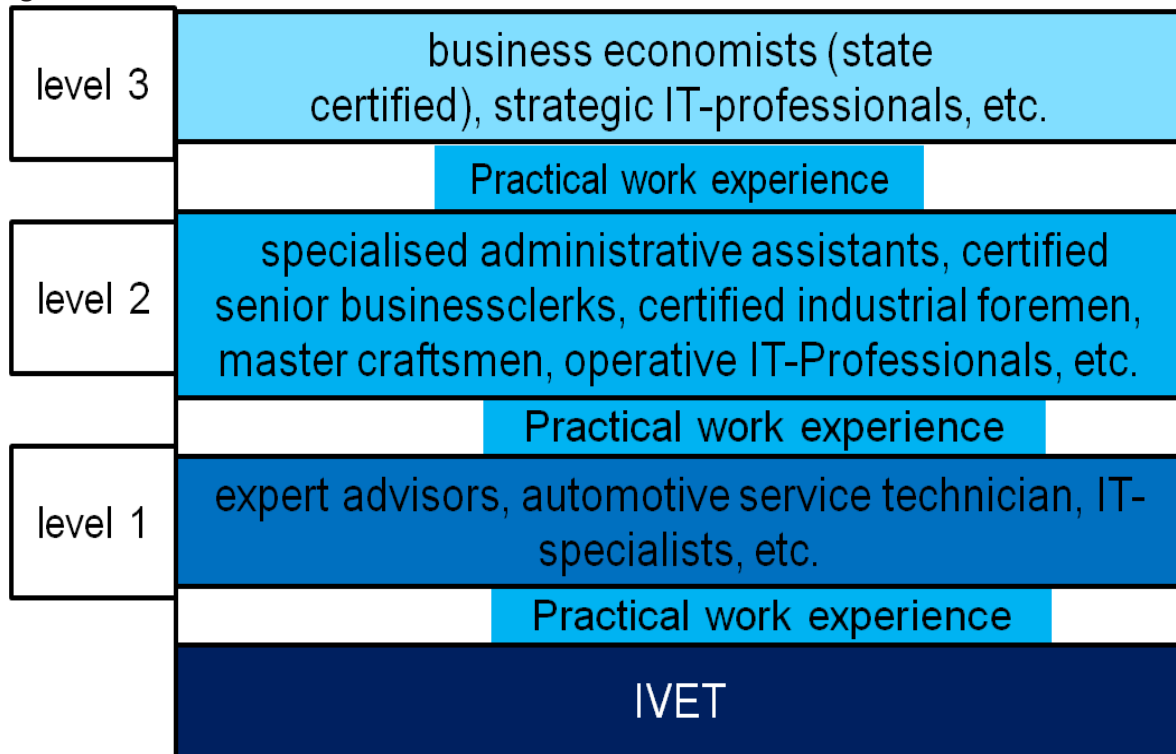 level 3
business economists (state
certified), strategic IT-professionals, etc.
Practical work experience
level 2
specialised administrative assistants, certified
senior businessclerks, certified industrial foremen,
master craftsmen, operative IT-Professionals, etc.
Practical work experience
level 1
expert advisors, automotive service technician, IT-
specialists, etc.
Practical work experience
IVET